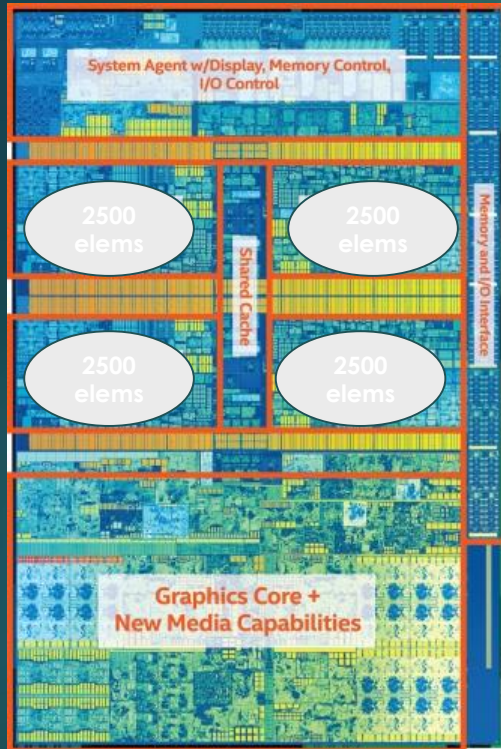 System Agent w/Display, Memory Control,
I/O Control
2500
elems
2500
elems
Shared Cache
Memory and I/O Interface
2500
elems
2500
elems
Graphics Core +
New Media Capabilities